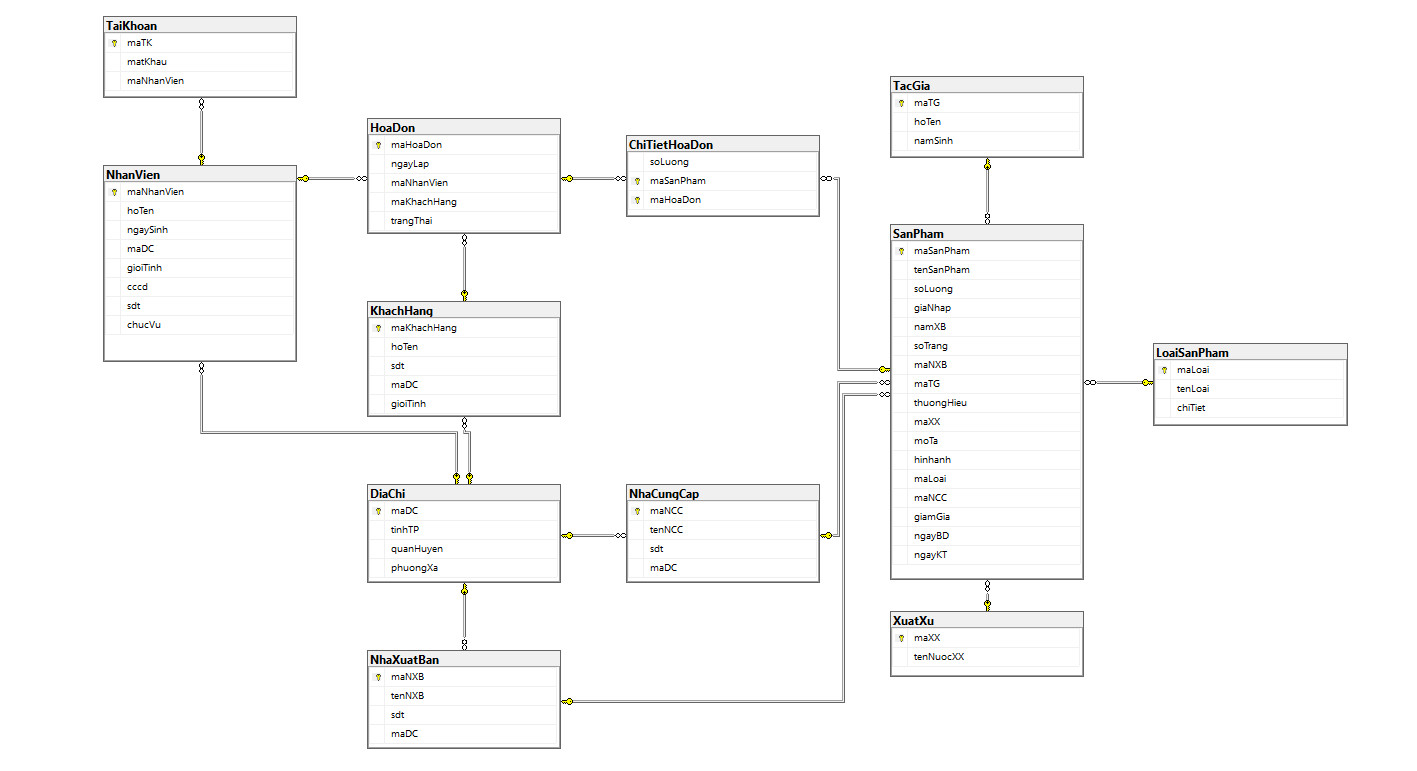 TaiKhoan
maTK
matKhau
maNhanVien
NhanVien
maNhanVien
hoTen
ngaySinh
maDC
gioiTinh
cccd
sdt
chucVu
HoaDon
maHoaDon
ngayLap
maNhanVien
maKhachHang
trangThai
ChiTietHoaDon
soLuong
maSanPham
maHoaDon
KhachHang
maKhachHang
hoTen
sdt
maDC
gioiTinh
DiaChi
maDC
tinhTP
quanHuyen
phuongXa
NhaCungCap
maNCC
tenNCC
sdt
maDC
NhaXuatBan
maNXB
tenNXB
sdt
maDC
TacGia
maTG
hoTen
namSinh
SanPham
maSanPham
tenSanPham
soLuong
giaNhap
namXB
soTrang
maNXB
maTG
thuongHieu
maXX
moTa
hinhanh
maLoai
maNCC
giamGia
ngayBD
ngayKT
LoaiSanPham
maLoai
tenLoai
chiTiet
XuatXu
maXX
tenNuocXX